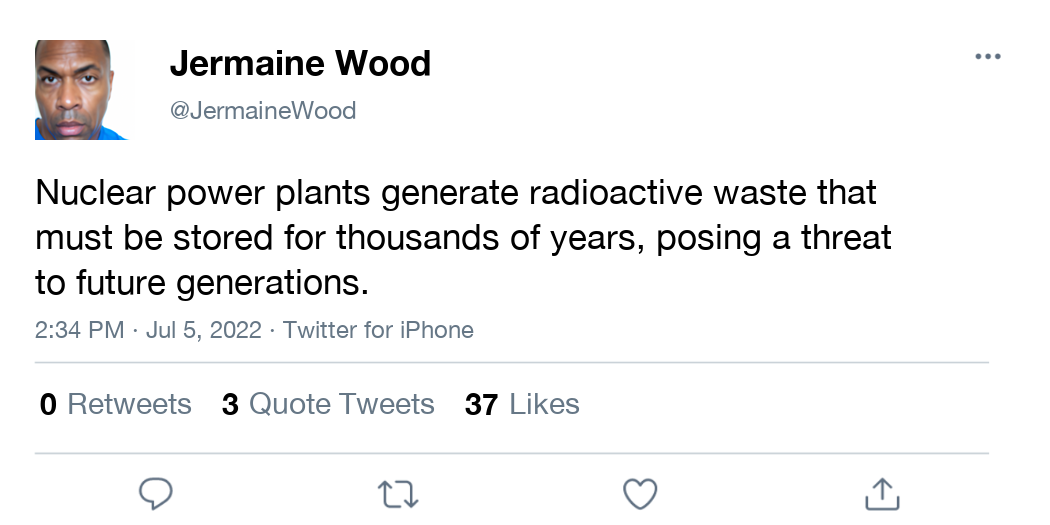 Jermaine Wood
@JermaineWood
Nuclear power plants generate radioactive waste that
must be stored for thousands of years, posing a threat
to future generations.
2:34 PM · Jul 5, 2022 · Twitter for iPhone
0 Retweets 3 Quote Tweets 37 Likes